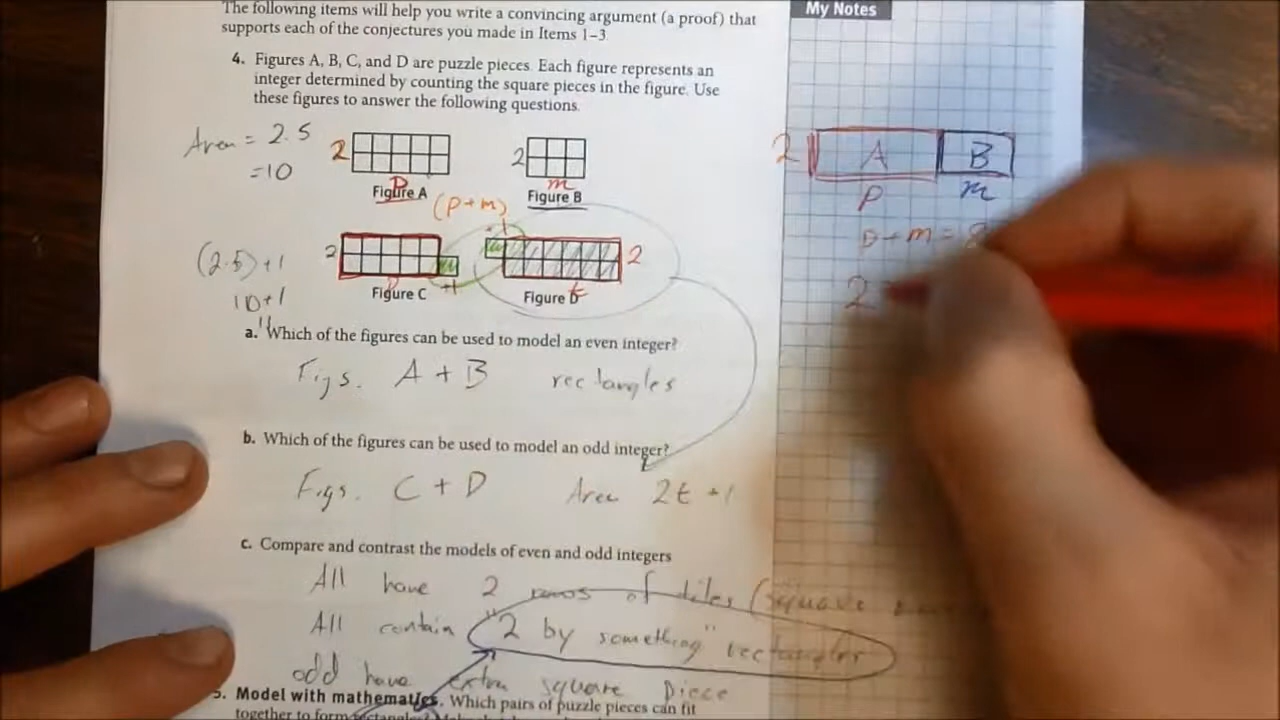 The following items will help you write a convincing argument (a proof) that
supports each of the conjectures you made in Items 1–3.
My Notes
4. Figures A, B, C, and D are puzzle pieces. Each figure represents an
integer determined by counting the square pieces in the figure. Use
these figures to answer the following questions.
Area = 2·5
=10
2
p
Figure A
2
m
Figure B
2 A B
p m
p+m=
2
(p+m)
(2·5)+1
10+1
11
2
+1
Figure C
2
t
Figure D
a. Which of the figures can be used to model an even integer?
Figs. A + B rectangles
b. Which of the figures can be used to model an odd integer?
Figs. C + D Area 2t +1
c. Compare and contrast the models of even and odd integers
All have 2 rows of tiles (square
All contain "2 by something" rectangles
odd have extra square piece
5. Model with mathematics. Which pairs of puzzle pieces can fit
together to form rectangles?